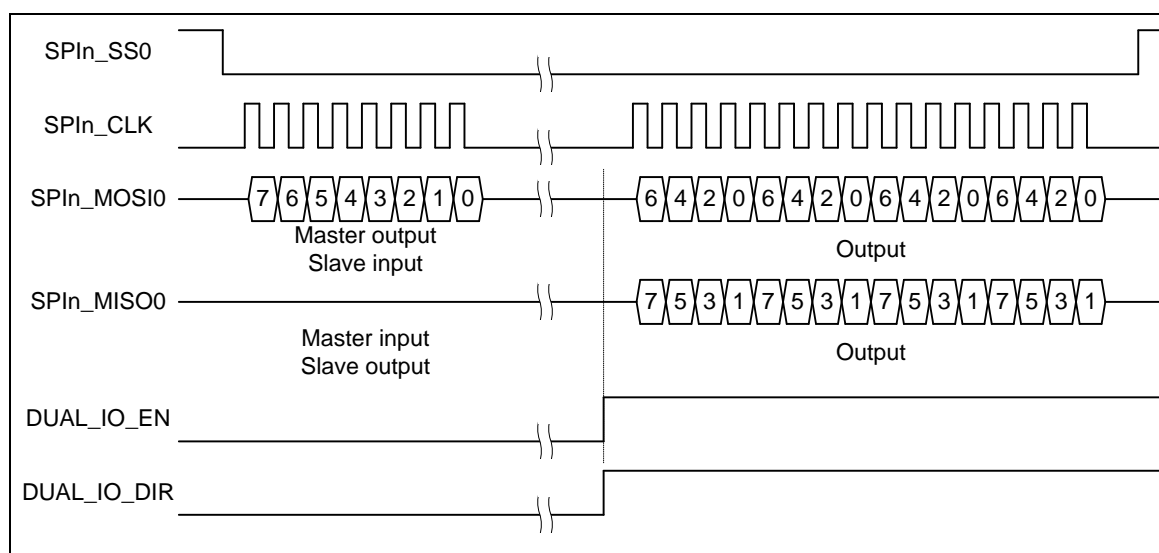 SPIn_SS0
SPIn_CLK
SPIn_MOSI0 7 6 5 4 3 2 1 0 6 4 2 0 6 4 2 0 6 4 2 0 6 4 2 0
Master output
Slave input
Output
SPIn_MISO0 7 5 3 1 7 5 3 1 7 5 3 1 7 5 3 1
Master input
Slave output
Output
DUAL_IO_EN
DUAL_IO_DIR